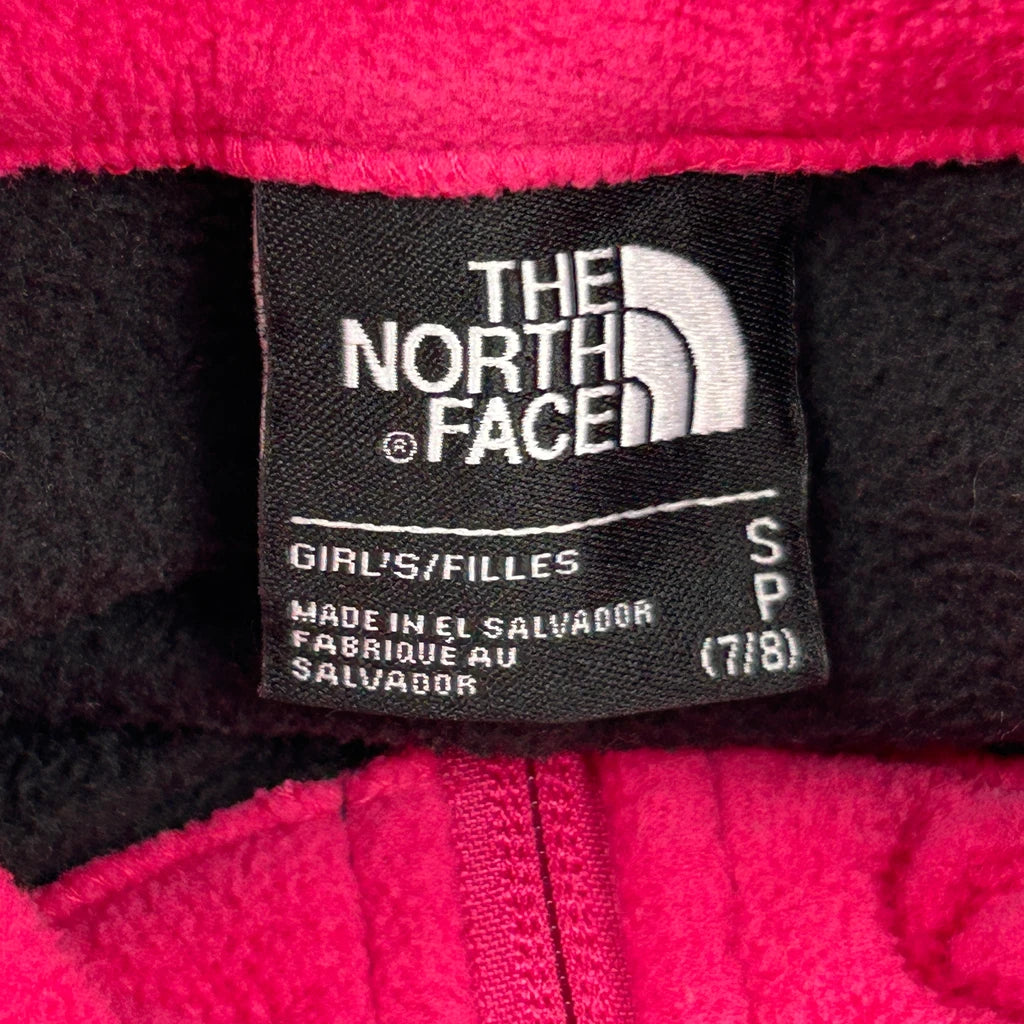 THE
NORTH
FACE
®
GIRL'S/FILLES
MADE IN EL SALVADOR
FABRIQUÉ AU
SALVADOR
S
P
(7/8)